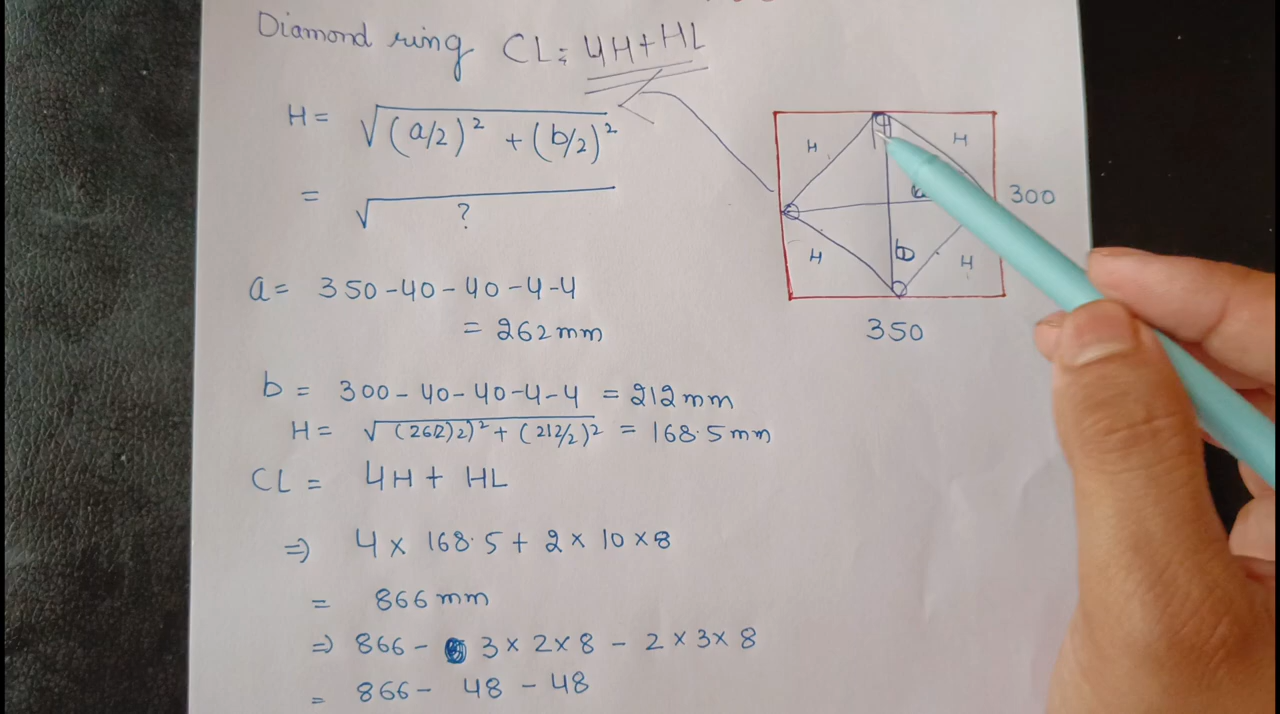 Diamond ring CL = 4H+HL
H = √(a/2)² + (b/2)²
= √ ?
a = 350-40-40-4-4
= 262mm
b = 300-40-40-4-4 = 212mm
H = √(262)2)² + (212/2)² = 168.5mm
CL = 4H + HL
⇒ 4 × 168.5 + 2 × 10 × 8
= 866 mm
⇒ 866 - 3 × 2 × 8 - 2 × 3 × 8
= 866 - 48 - 48
H H
a 300
H b H
350